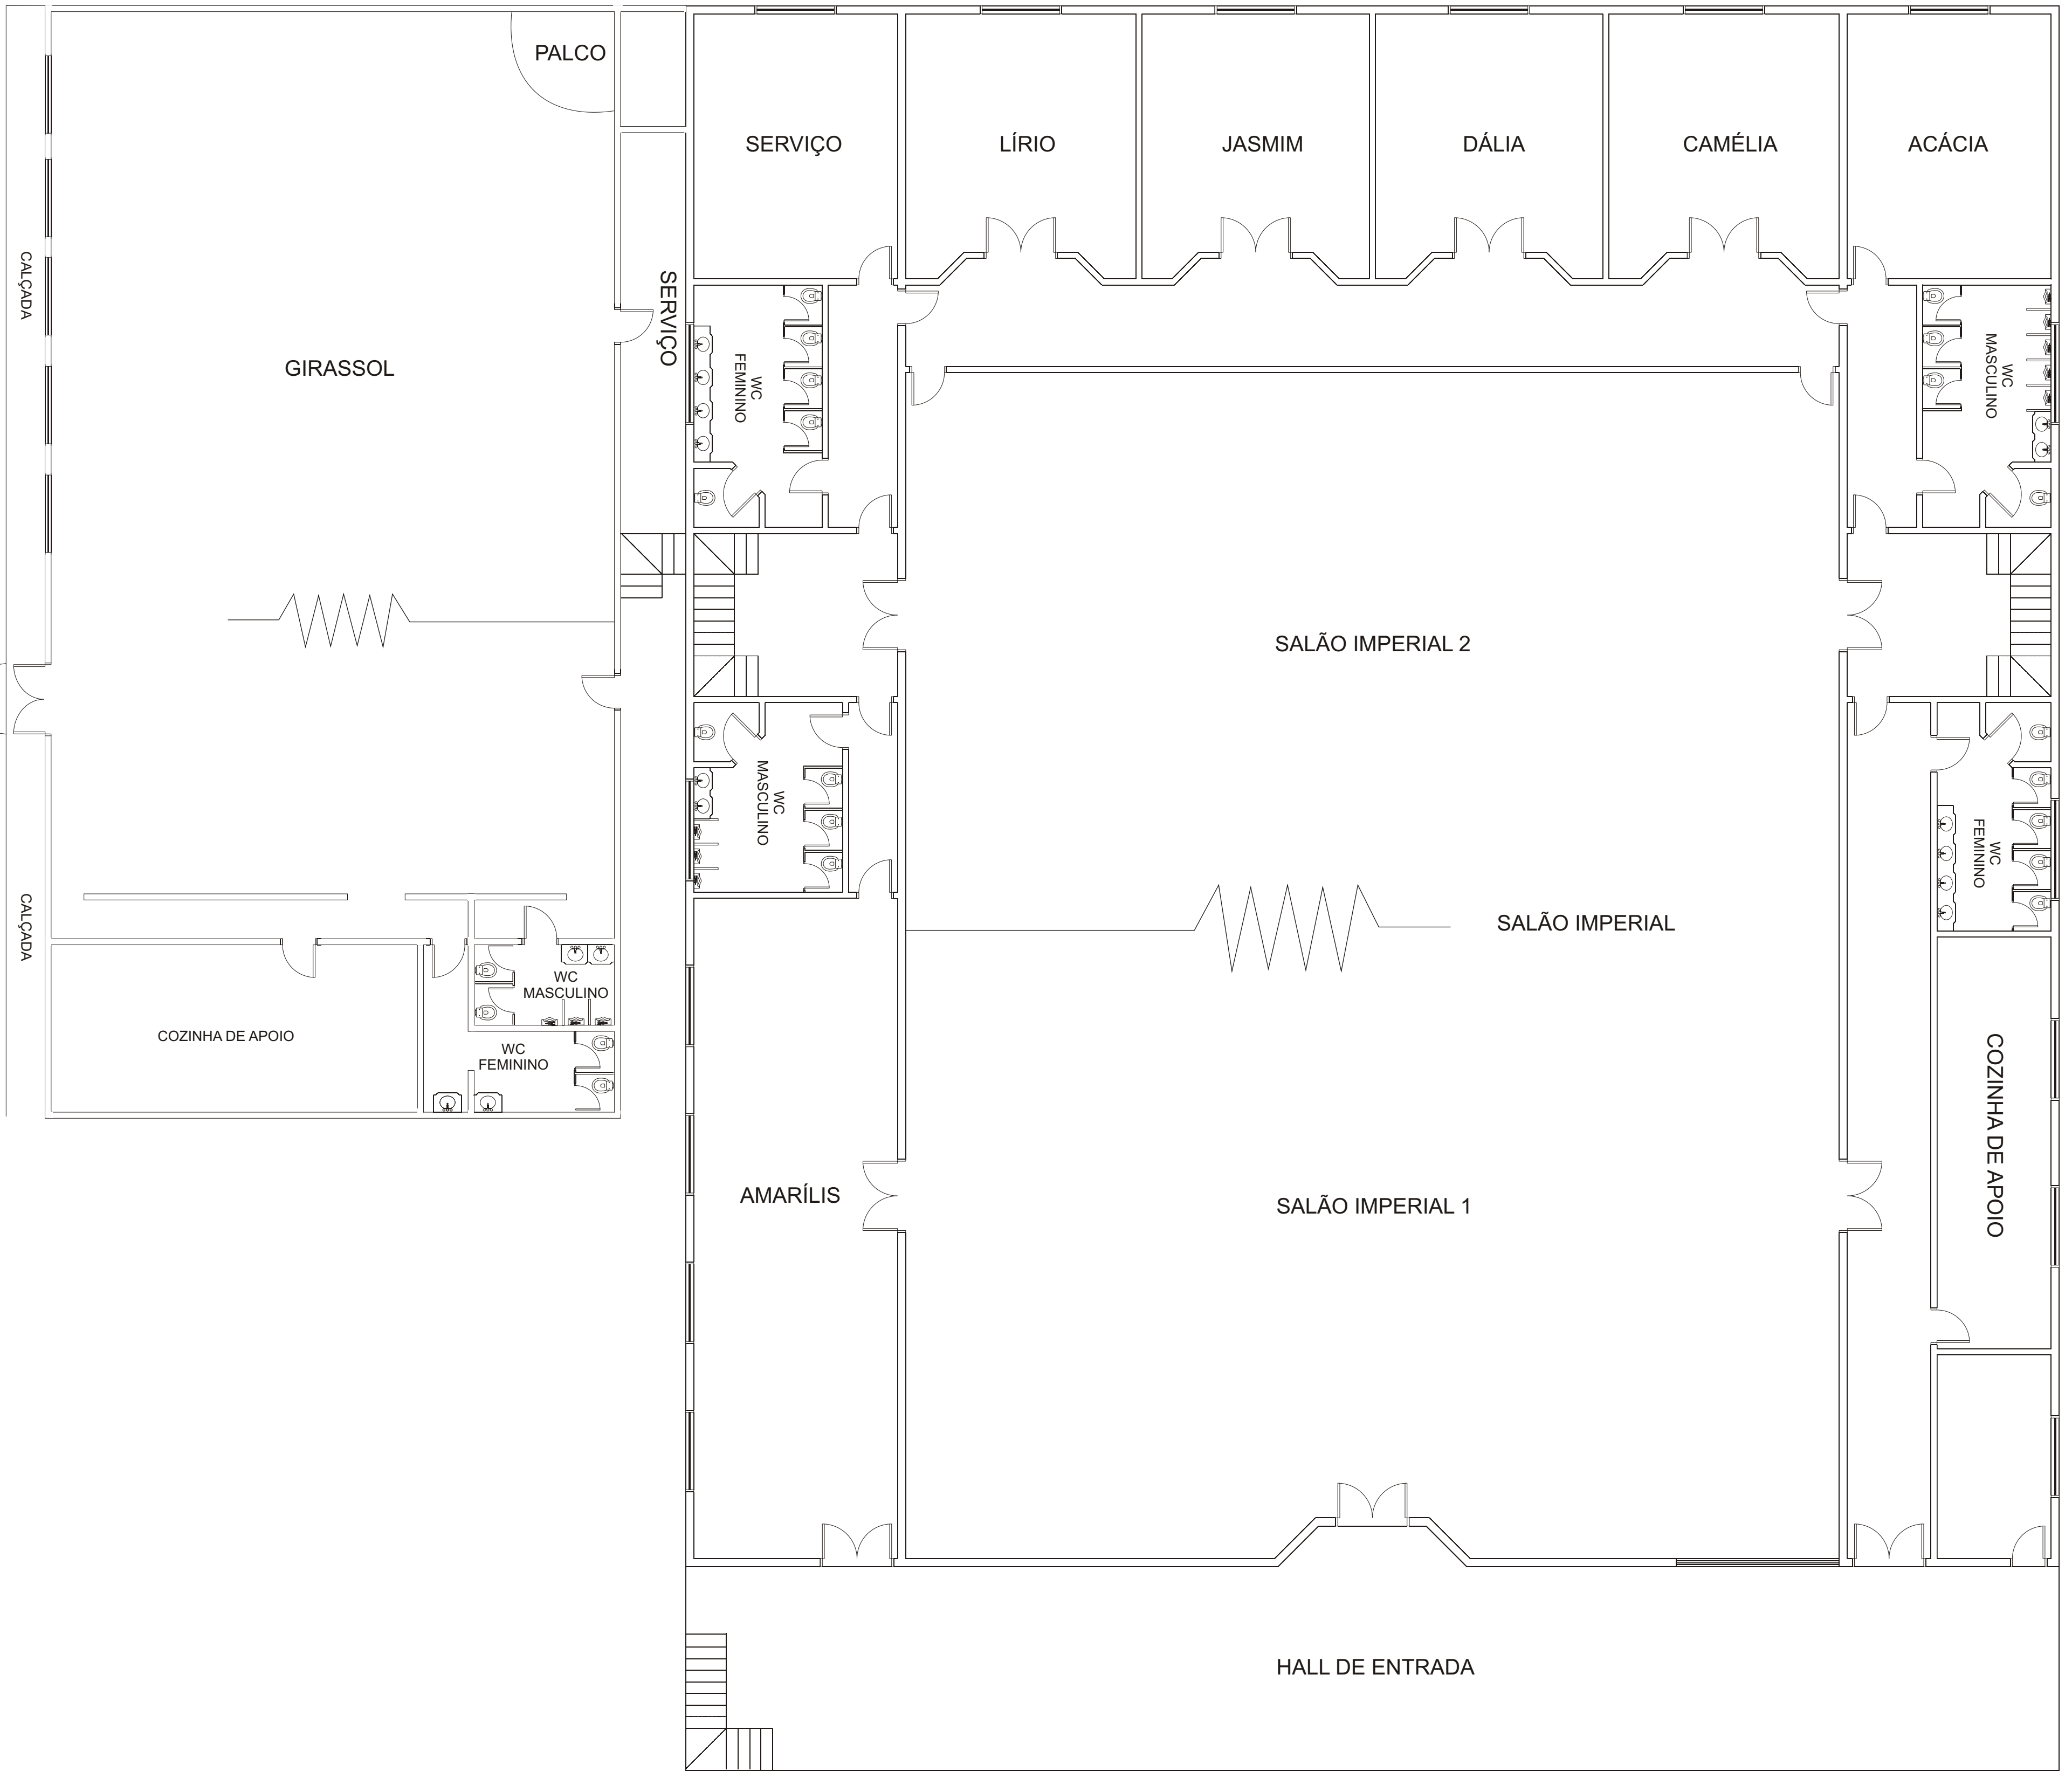 PALCO
SERVIÇO
LÍRIO
JASMIM
DÁLIA
CAMÉLIA
ACÁCIA
CALÇADA
GIRASSOL
SERVIÇO
WC
FEMININO
WC
MASCULINO
SALÃO IMPERIAL 2
WC
MASCULINO
WC
FEMININO
CALÇADA
SALÃO IMPERIAL
WC
MASCULINO
COZINHA DE APOIO
WC
FEMININO
COZINHA DE APOIO
AMARÍLIS
SALÃO IMPERIAL 1
HALL DE ENTRADA